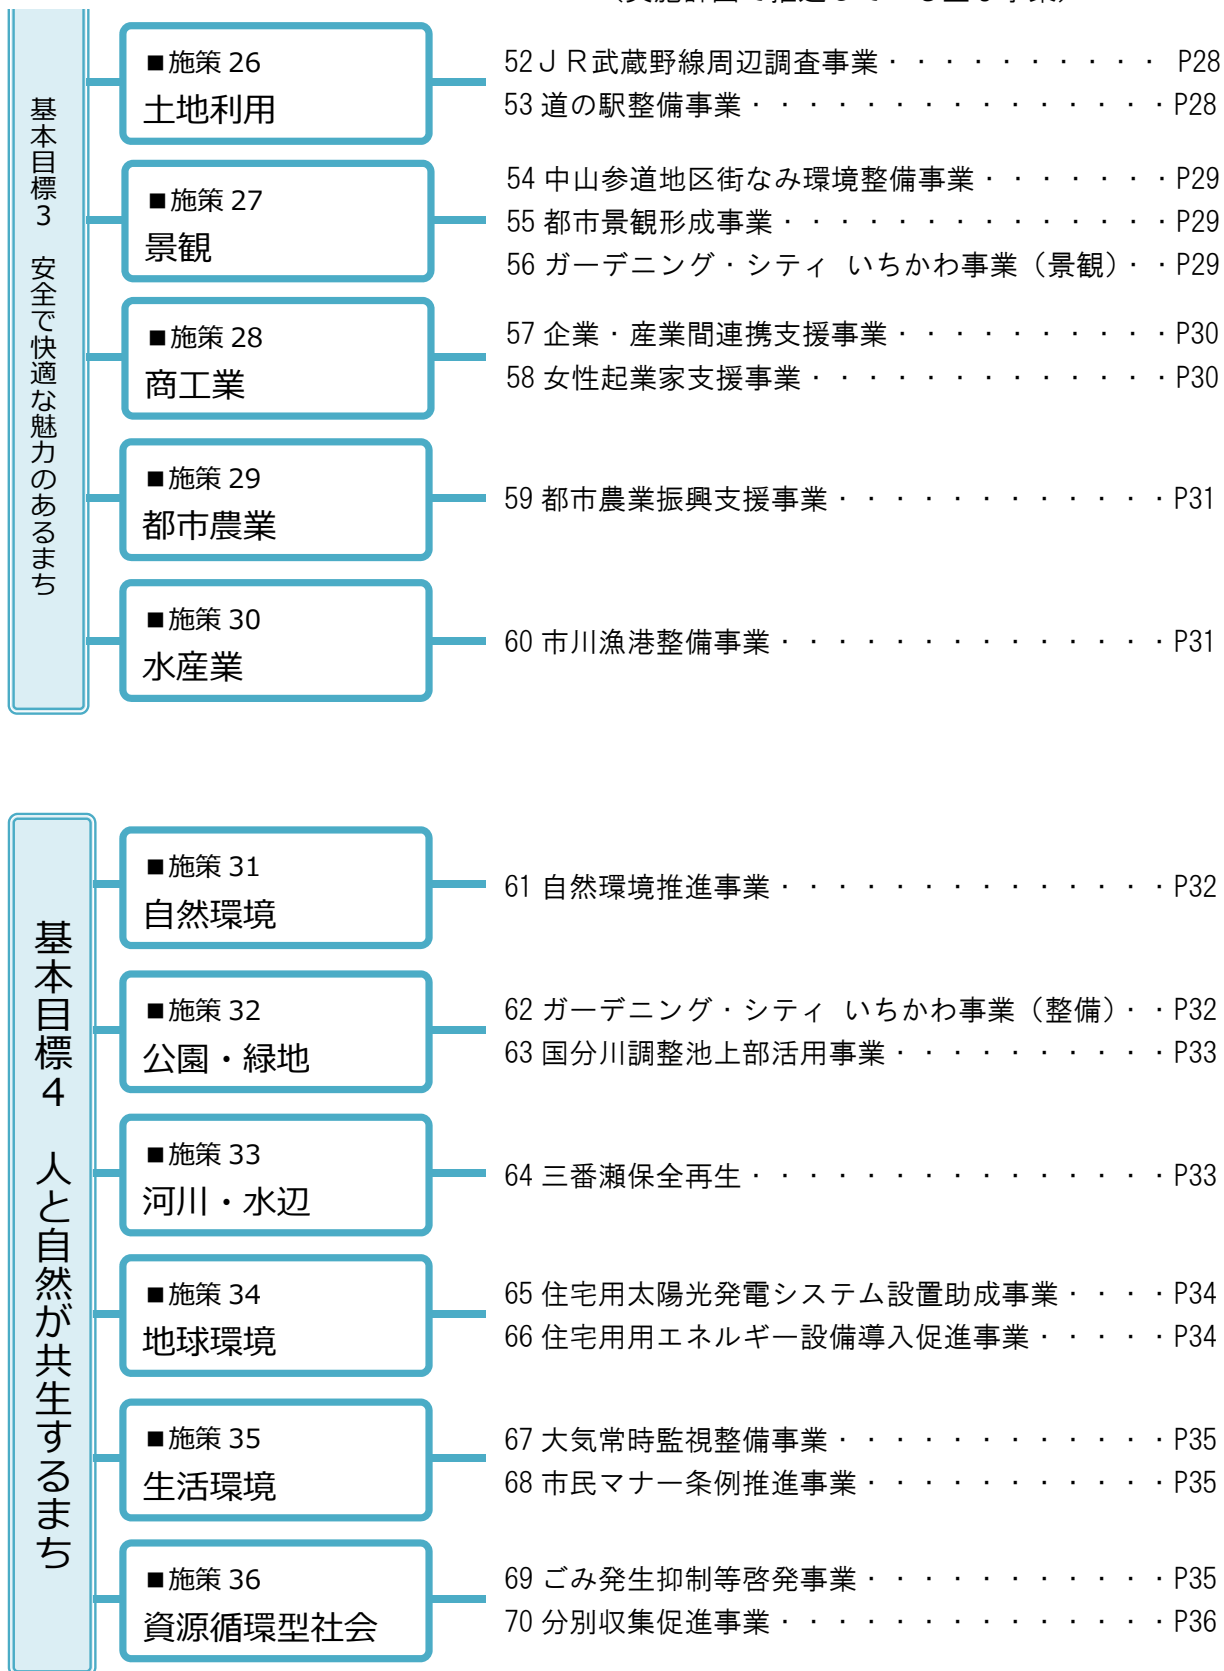 基本目標3　安全で快適な魅力のあるまち
■施策 26
土地利用
52ＪＲ武蔵野線周辺調査事業・・・・・・・・・・ P28
53 道の駅整備事業・・・・・・・・・・・・・・・P28
■施策 27
景観
54 中山参道地区街なみ環境整備事業・・・・・・・P29
55 都市景観形成事業・・・・・・・・・・・・・・P29
56 ガーデニング・シティ いちかわ事業（景観）・・P29
■施策 28
商工業
57 企業・産業間連携支援事業・・・・・・・・・・P30
58 女性起業家支援事業・・・・・・・・・・・・・P30
■施策 29
都市農業
59 都市農業振興支援事業・・・・・・・・・・・・P31
■施策 30
水産業
60 市川漁港整備事業・・・・・・・・・・・・・・P31
基本目標４　人と自然が共生するまち
■施策 31
自然環境
61 自然環境推進事業・・・・・・・・・・・・・・P32
■施策 32
公園・緑地
62 ガーデニング・シティ いちかわ事業（整備）・・P32
63 国分川調整池上部活用事業・・・・・・・・・・P33
■施策 33
河川・水辺
64 三番瀬保全再生・・・・・・・・・・・・・・・P33
■施策 34
地球環境
65 住宅用太陽光発電システム設置助成事業・・・・P34
66 住宅用用エネルギー設備導入促進事業・・・・・P34
■施策 35
生活環境
67 大気常時監視整備事業・・・・・・・・・・・・P35
68 市民マナー条例推進事業・・・・・・・・・・・P35
■施策 36
資源循環型社会
69 ごみ発生抑制等啓発事業・・・・・・・・・・・P35
70 分別収集促進事業・・・・・・・・・・・・・・P36